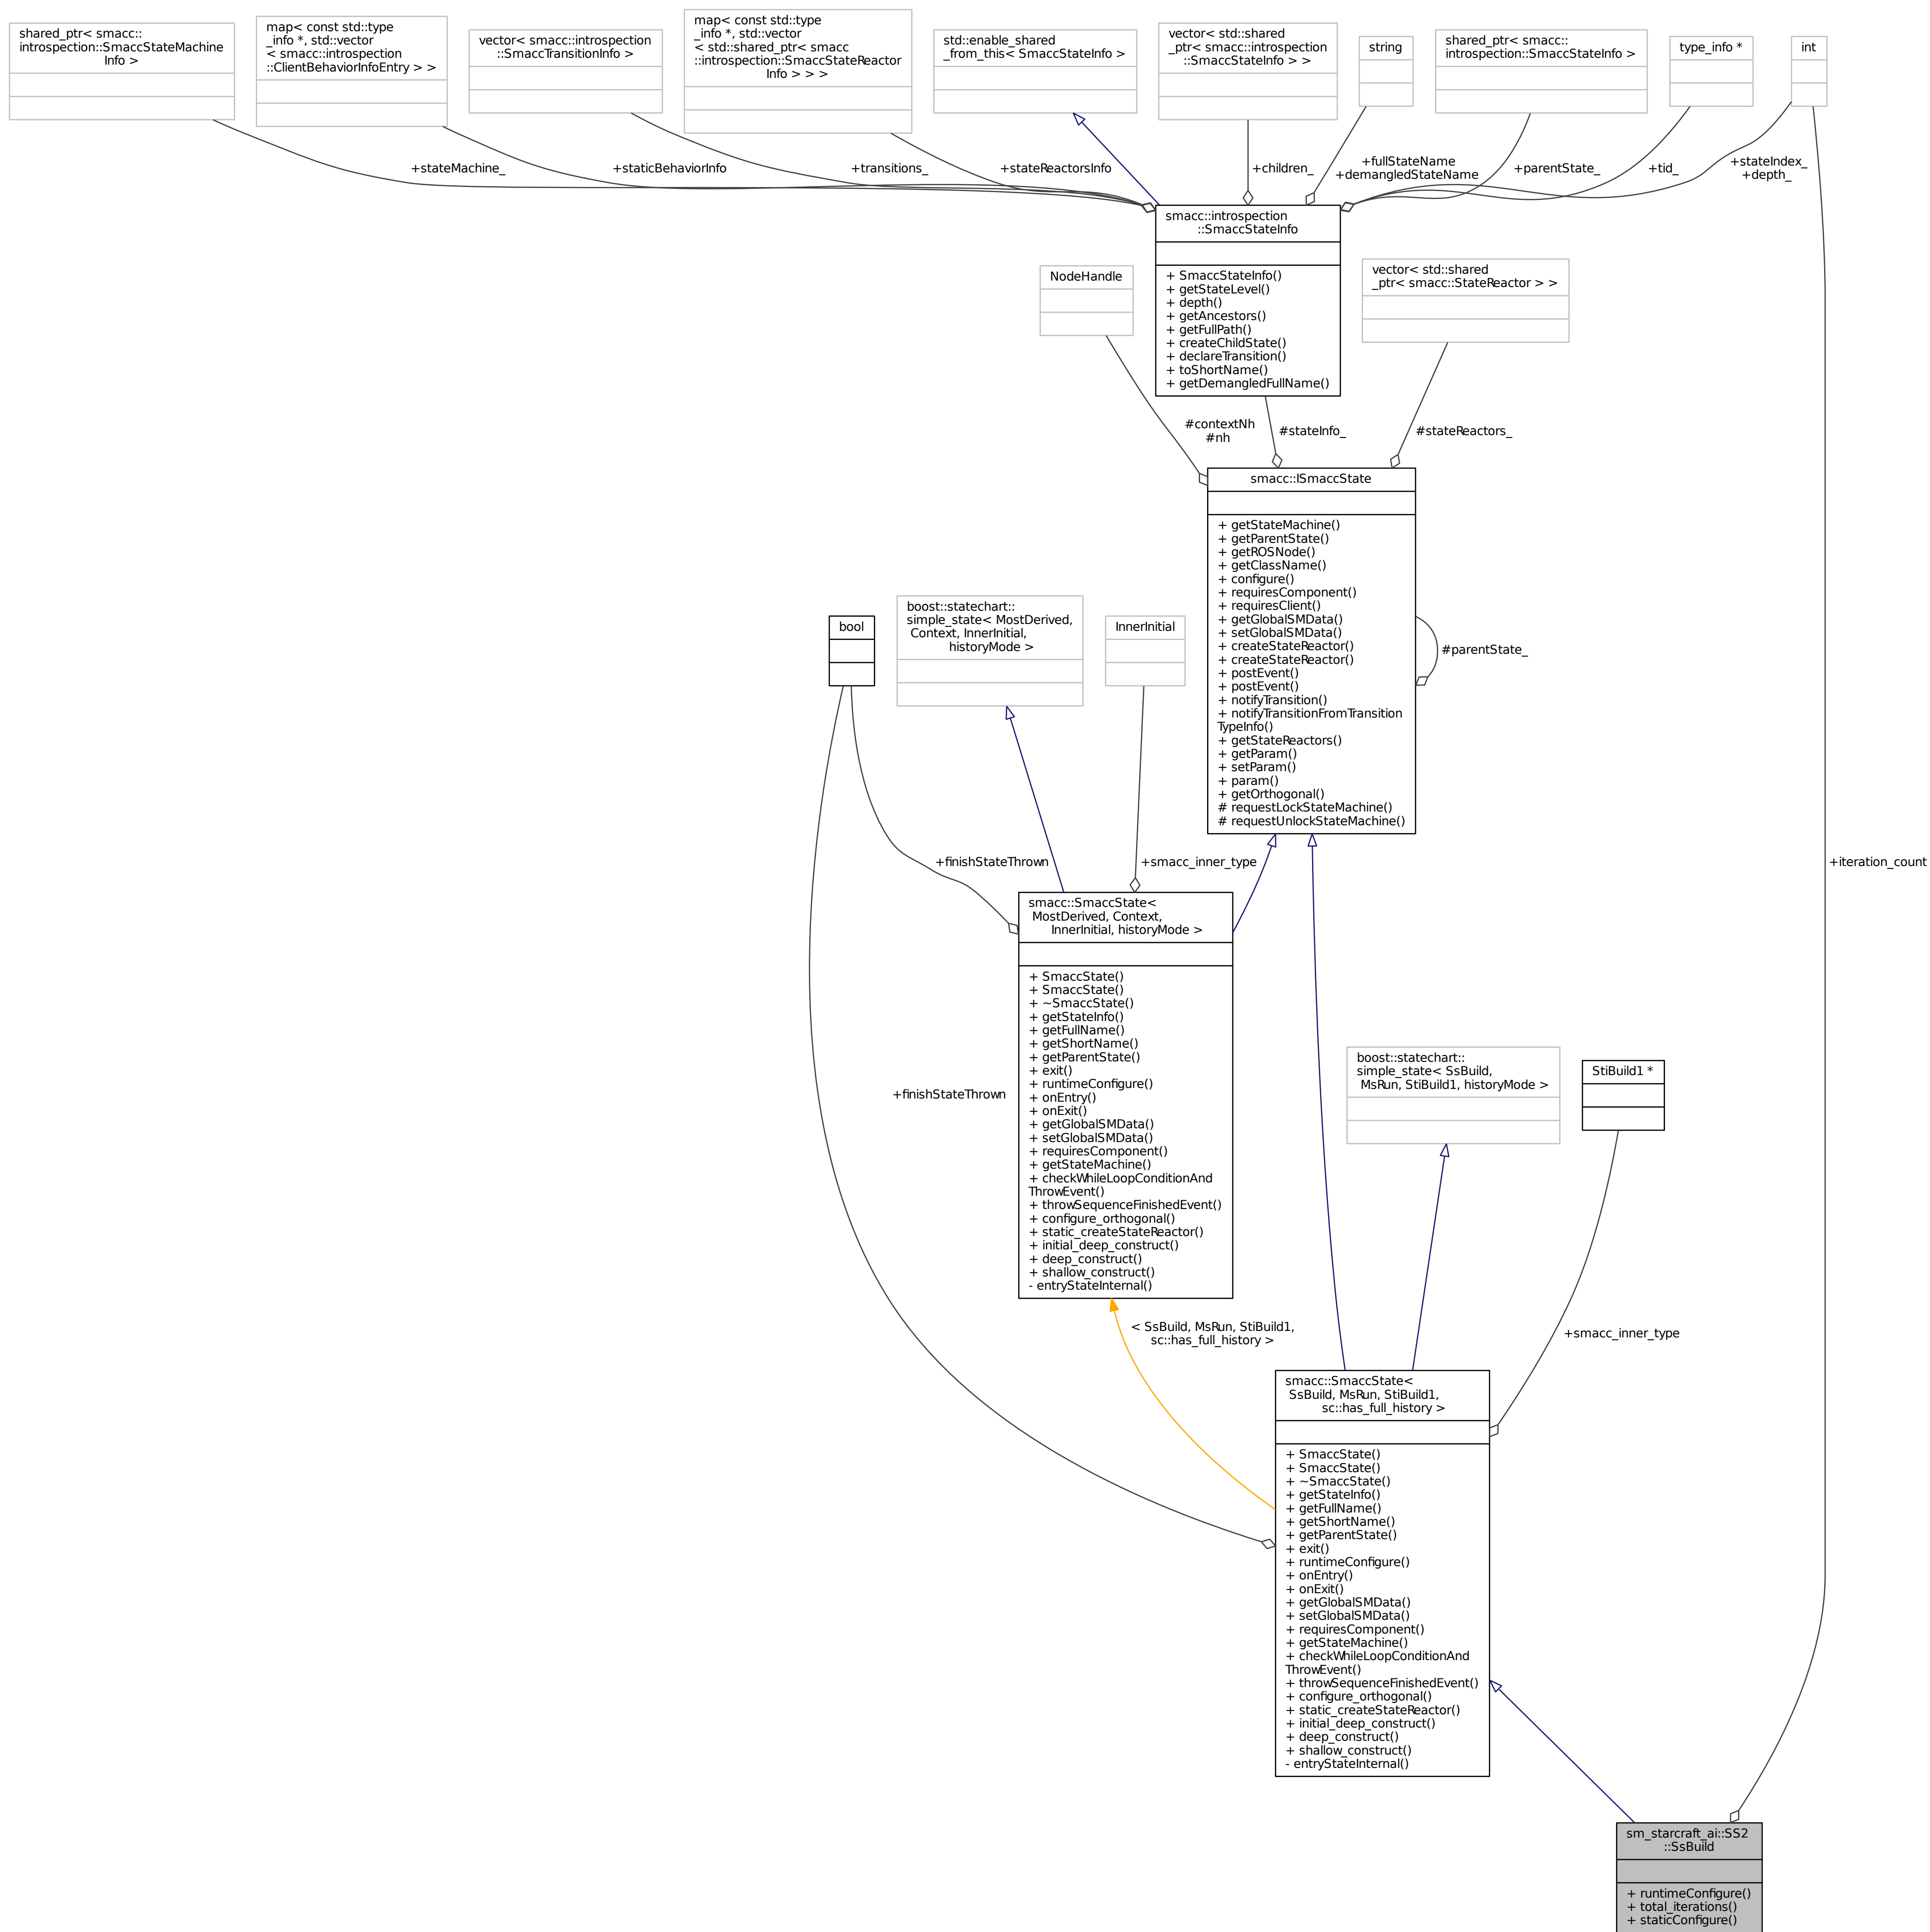 shared_ptr< smacc::
introspection::SmaccStateMachine
Info >
map< const std::type
_info *, std::vector
< smacc::introspection
::ClientBehaviorInfoEntry > >
vector< smacc::introspection
::SmaccTransitionInfo >
map< const std::type
_info *, std::vector
< std::shared_ptr< smacc
::introspection::SmaccStateReactor
Info > > >
std::enable_shared
_from_this< SmaccStateInfo >
vector< std::shared
_ptr< smacc::introspection
::SmaccStateInfo > >
string
shared_ptr< smacc::
introspection::SmaccStateInfo >
type_info *
int
+stateMachine_
+staticBehaviorInfo
+transitions_
+stateReactorsInfo
+children_
+fullStateName
+demangledStateName
+parentState_
+tid_
+stateIndex_
+depth_
smacc::introspection
::SmaccStateInfo
+ SmaccStateInfo()
+ getStateLevel()
+ depth()
+ getAncestors()
+ getFullPath()
+ createChildState()
+ declareTransition()
+ toShortName()
+ getDemangledFullName()
NodeHandle
vector< std::shared
_ptr< smacc::StateReactor > >
#contextNh
#nh
#stateInfo_
#stateReactors_
smacc::ISmaccState
+ getStateMachine()
+ getParentState()
+ getROSNode()
+ getClassName()
+ configure()
+ requiresComponent()
+ requiresClient()
+ getGlobalSMData()
+ setGlobalSMData()
+ createStateReactor()
+ createStateReactor()
+ postEvent()
+ postEvent()
+ notifyTransition()
+ notifyTransitionFromTransition
TypeInfo()
+ getStateReactors()
+ getParam()
+ setParam()
+ param()
+ getOrthogonal()
# requestLockStateMachine()
# requestUnlockStateMachine()
#parentState_
bool
boost::statechart::
simple_state< MostDerived,
Context, InnerInitial,
historyMode >
InnerInitial
+finishStateThrown
+smacc_inner_type
+iteration_count
smacc::SmaccState<
MostDerived, Context,
InnerInitial, historyMode >
+ SmaccState()
+ SmaccState()
+ ~SmaccState()
+ getStateInfo()
+ getFullName()
+ getShortName()
+ getParentState()
+ exit()
+ runtimeConfigure()
+ onEntry()
+ onExit()
+ getGlobalSMData()
+ setGlobalSMData()
+ requiresComponent()
+ getStateMachine()
+ checkWhileLoopConditionAnd
ThrowEvent()
+ throwSequenceFinishedEvent()
+ configure_orthogonal()
+ static_createStateReactor()
+ initial_deep_construct()
+ deep_construct()
+ shallow_construct()
- entryStateInternal()
+finishStateThrown
boost::statechart::
simple_state< SsBuild,
MsRun, StiBuild1, historyMode >
StiBuild1 *
< SsBuild, MsRun, StiBuild1,
sc::has_full_history >
+smacc_inner_type
smacc::SmaccState<
SsBuild, MsRun, StiBuild1,
sc::has_full_history >
+ SmaccState()
+ SmaccState()
+ ~SmaccState()
+ getStateInfo()
+ getFullName()
+ getShortName()
+ getParentState()
+ exit()
+ runtimeConfigure()
+ onEntry()
+ onExit()
+ getGlobalSMData()
+ setGlobalSMData()
+ requiresComponent()
+ getStateMachine()
+ checkWhileLoopConditionAnd
ThrowEvent()
+ throwSequenceFinishedEvent()
+ configure_orthogonal()
+ static_createStateReactor()
+ initial_deep_construct()
+ deep_construct()
+ shallow_construct()
- entryStateInternal()
sm_starcraft_ai::SS2
::SsBuild
+ runtimeConfigure()
+ total_iterations()
+ staticConfigure()